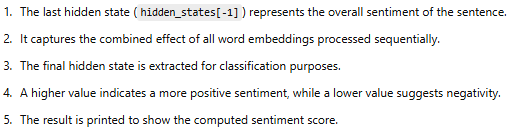 1. The last hidden state (hidden_states[-1]) represents the overall sentiment of the sentence.
2. It captures the combined effect of all word embeddings processed sequentially.
3. The final hidden state is extracted for classification purposes.
4. A higher value indicates a more positive sentiment, while a lower value suggests negativity.
5. The result is printed to show the computed sentiment score.